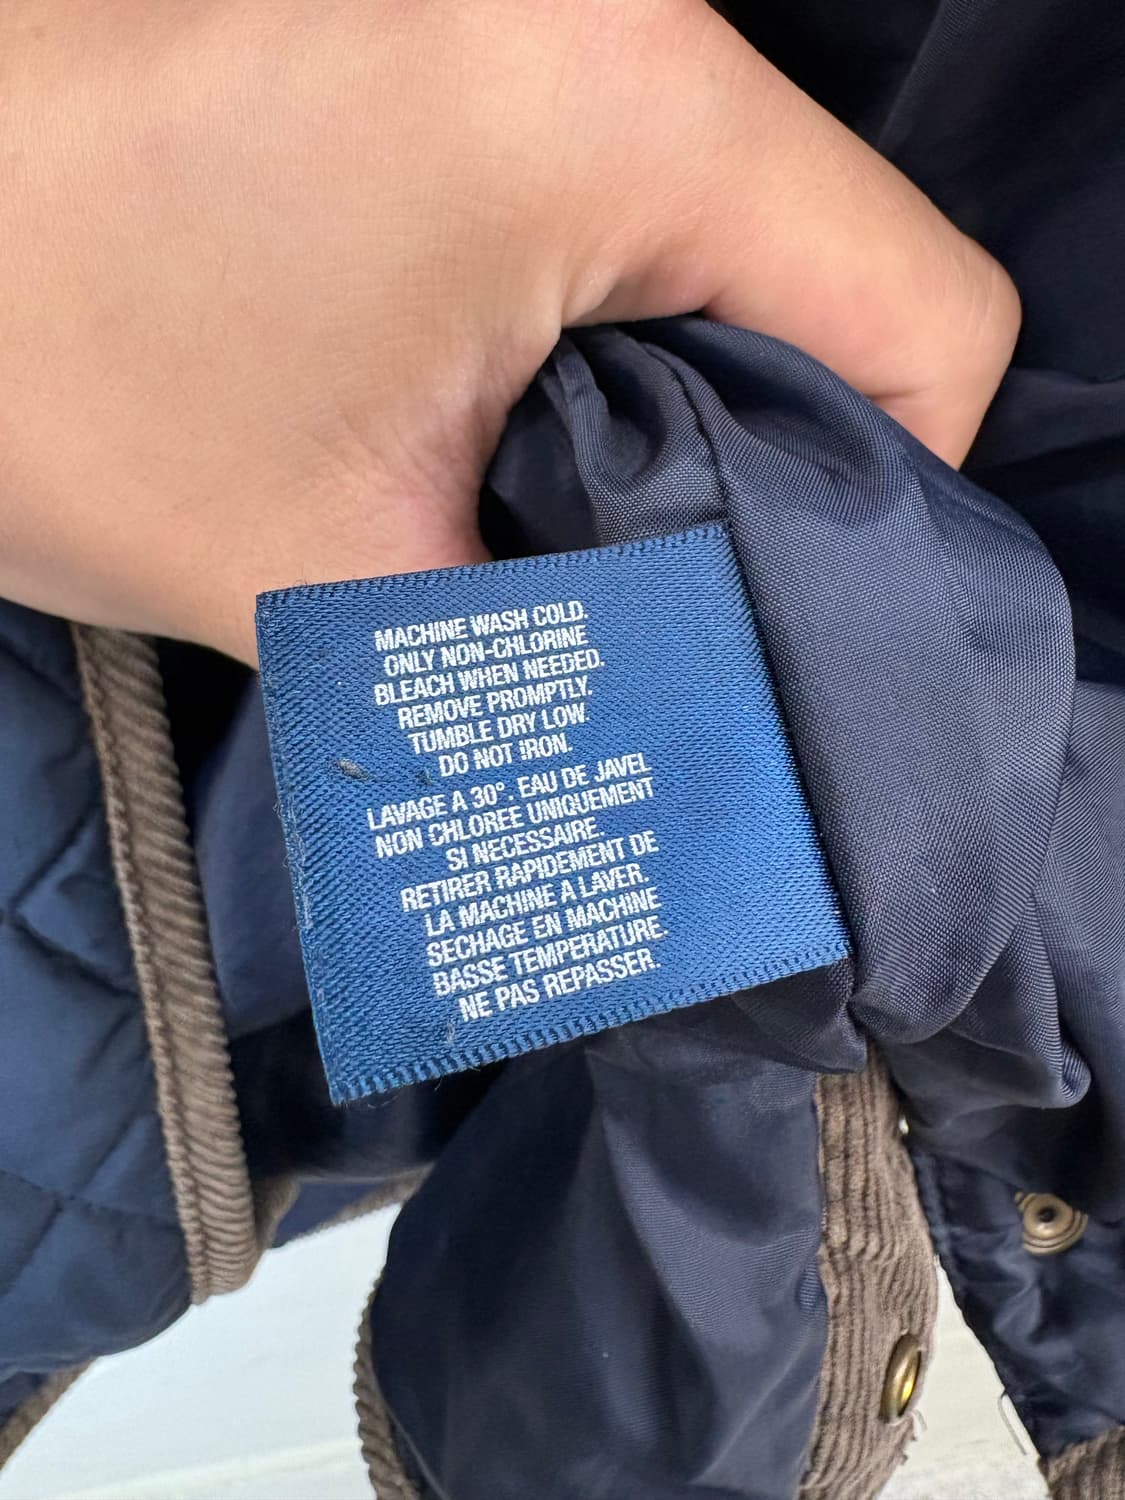 MACHINE WASH COLD.
ONLY NON-CHLORINE
BLEACH WHEN NEEDED.
REMOVE PROMPTLY.
TUMBLE DRY LOW.
DO NOT IRON.
LAVAGE A 30°. EAU DE JAVEL
NON CHLOREE UNIQUEMENT
SI NECESSAIRE.
RETIRER RAPIDEMENT DE
LA MACHINE A LAVER.
SECHAGE EN MACHINE
BASSE TEMPERATURE.
NE PAS REPASSER.